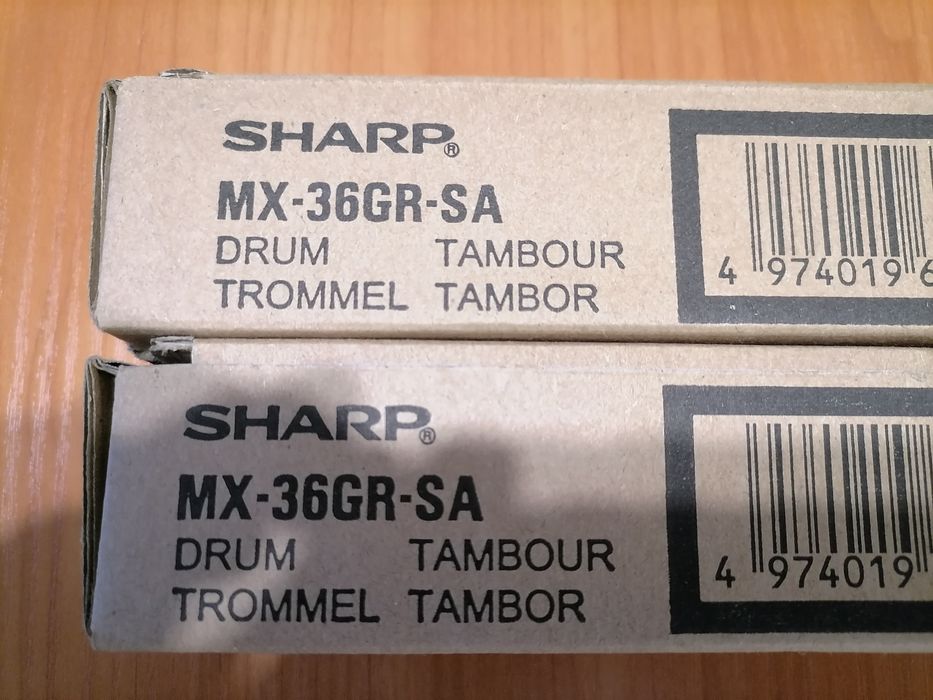 SHARP®
MX-36GR-SA
DRUM TAMBOUR
TROMMEL TAMBOR
4 974019 6
SHARP®
MX-36GR-SA
DRUM TAMBOUR
TROMMEL TAMBOR
4 974019